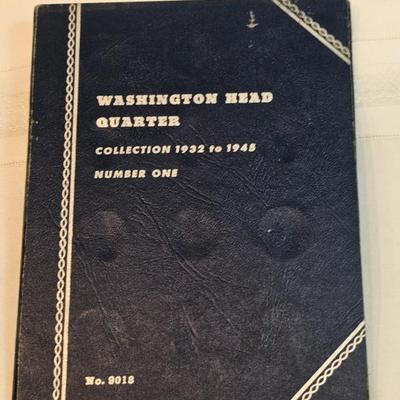 WASHINGTON HEAD
QUARTER
COLLECTION 1932 to 1945
NUMBER ONE
No. 9018